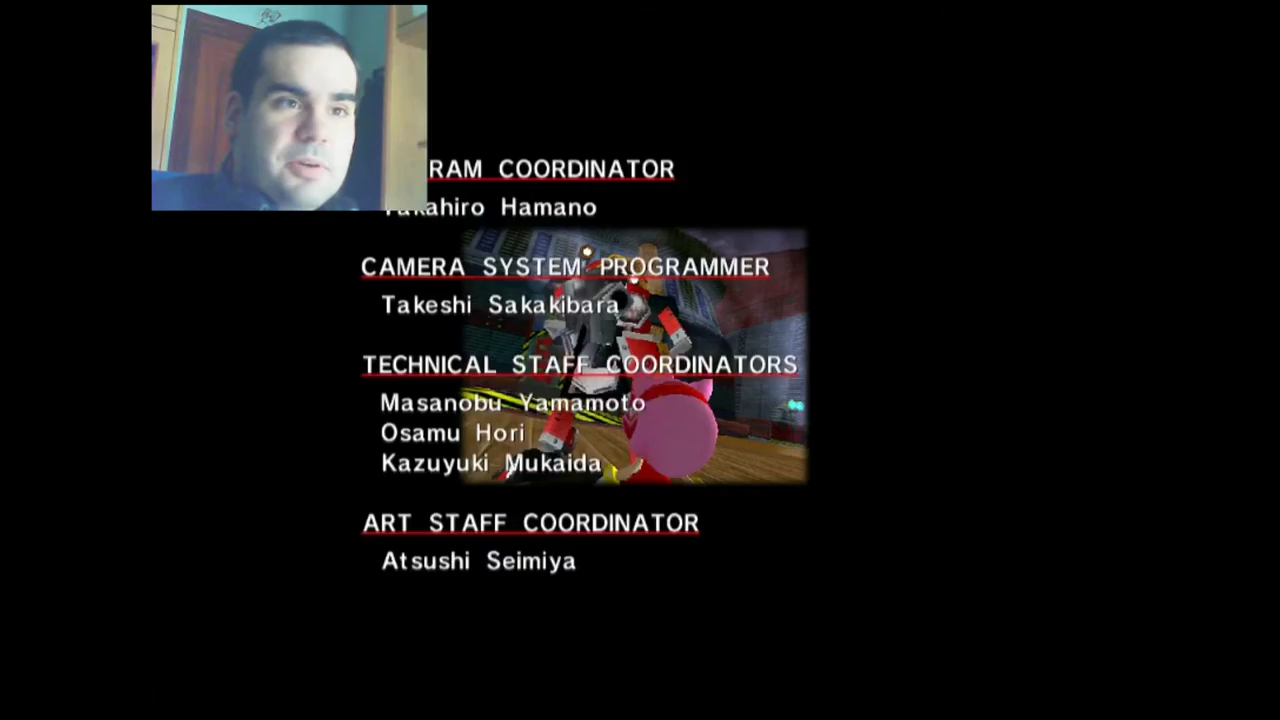 RAM COORDINATOR
Takahiro Hamano
CAMERA SYSTEM PROGRAMMER
Takeshi Sakakibara
TECHNICAL STAFF COORDINATORS
Masanobu Yamamoto
Osamu Hori
Kazuyuki Mukaida
ART STAFF COORDINATOR
Atsushi Seimiya